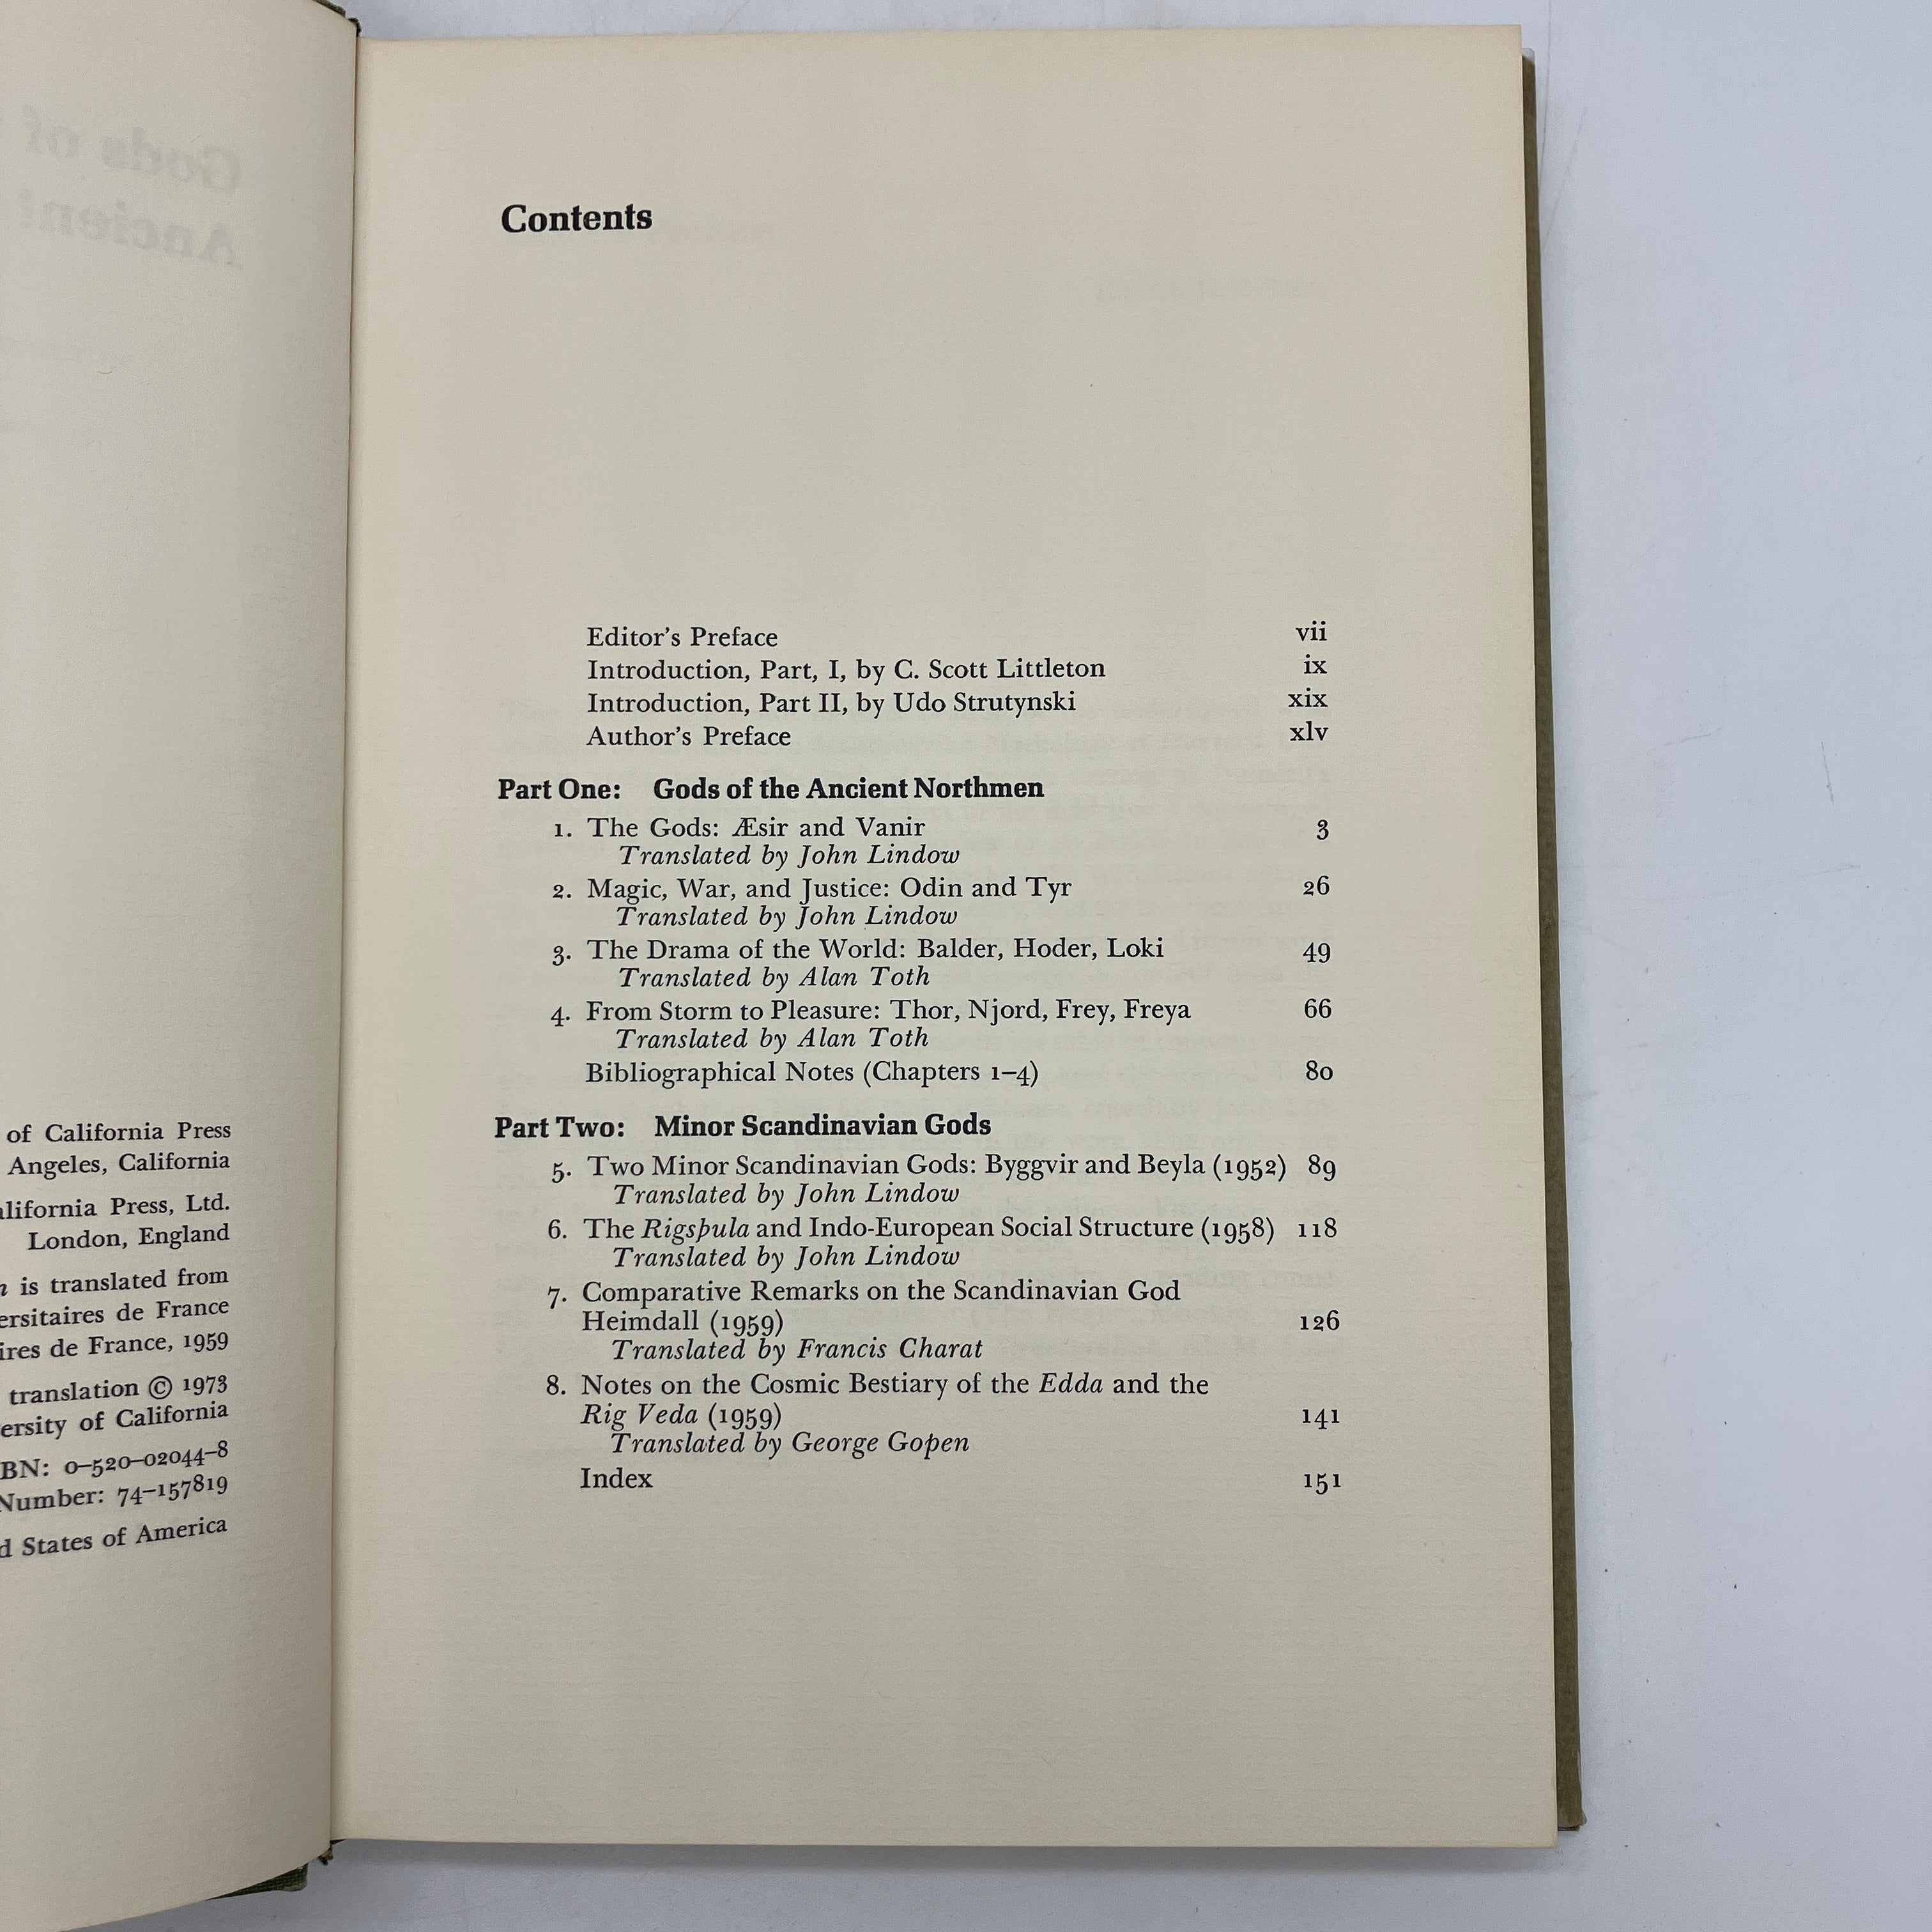 of California Press
Angeles, California
California Press, Ltd.
London, England
is translated from
ersitaires de France
ires de France, 1959
translation © 1973
ersity of California
BN: 0–520–02044–8
Number: 74–157819
d States of America
Contents
Editor's Preface vii
Introduction, Part, I, by C. Scott Littleton ix
Introduction, Part II, by Udo Strutynski xix
Author's Preface xlv
Part One: Gods of the Ancient Northmen
1. The Gods: Æsir and Vanir 3
Translated by John Lindow
2. Magic, War, and Justice: Odin and Tyr 26
Translated by John Lindow
3. The Drama of the World: Balder, Hoder, Loki 49
Translated by Alan Toth
4. From Storm to Pleasure: Thor, Njord, Frey, Freya 66
Translated by Alan Toth
Bibliographical Notes (Chapters 1–4) 80
Part Two: Minor Scandinavian Gods
5. Two Minor Scandinavian Gods: Byggvir and Beyla (1952) 89
Translated by John Lindow
6. The Rigsþula and Indo-European Social Structure (1958) 118
Translated by John Lindow
7. Comparative Remarks on the Scandinavian God
Heimdall (1959) 126
Translated by Francis Charat
8. Notes on the Cosmic Bestiary of the Edda and the
Rig Veda (1959) 141
Translated by George Gopen
Index 151